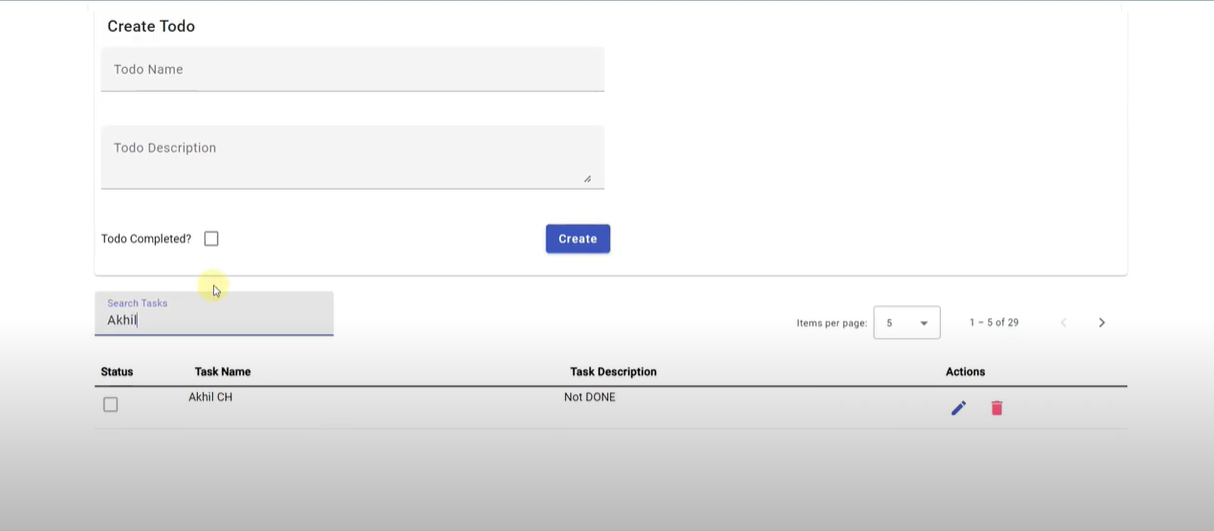 Create Todo
Todo Name
Todo Description
Todo Completed? Create
Search Tasks
Akhil
Items per page: 5 1 – 5 of 29
Status Task Name Task Description Actions
Akhil CH Not DONE